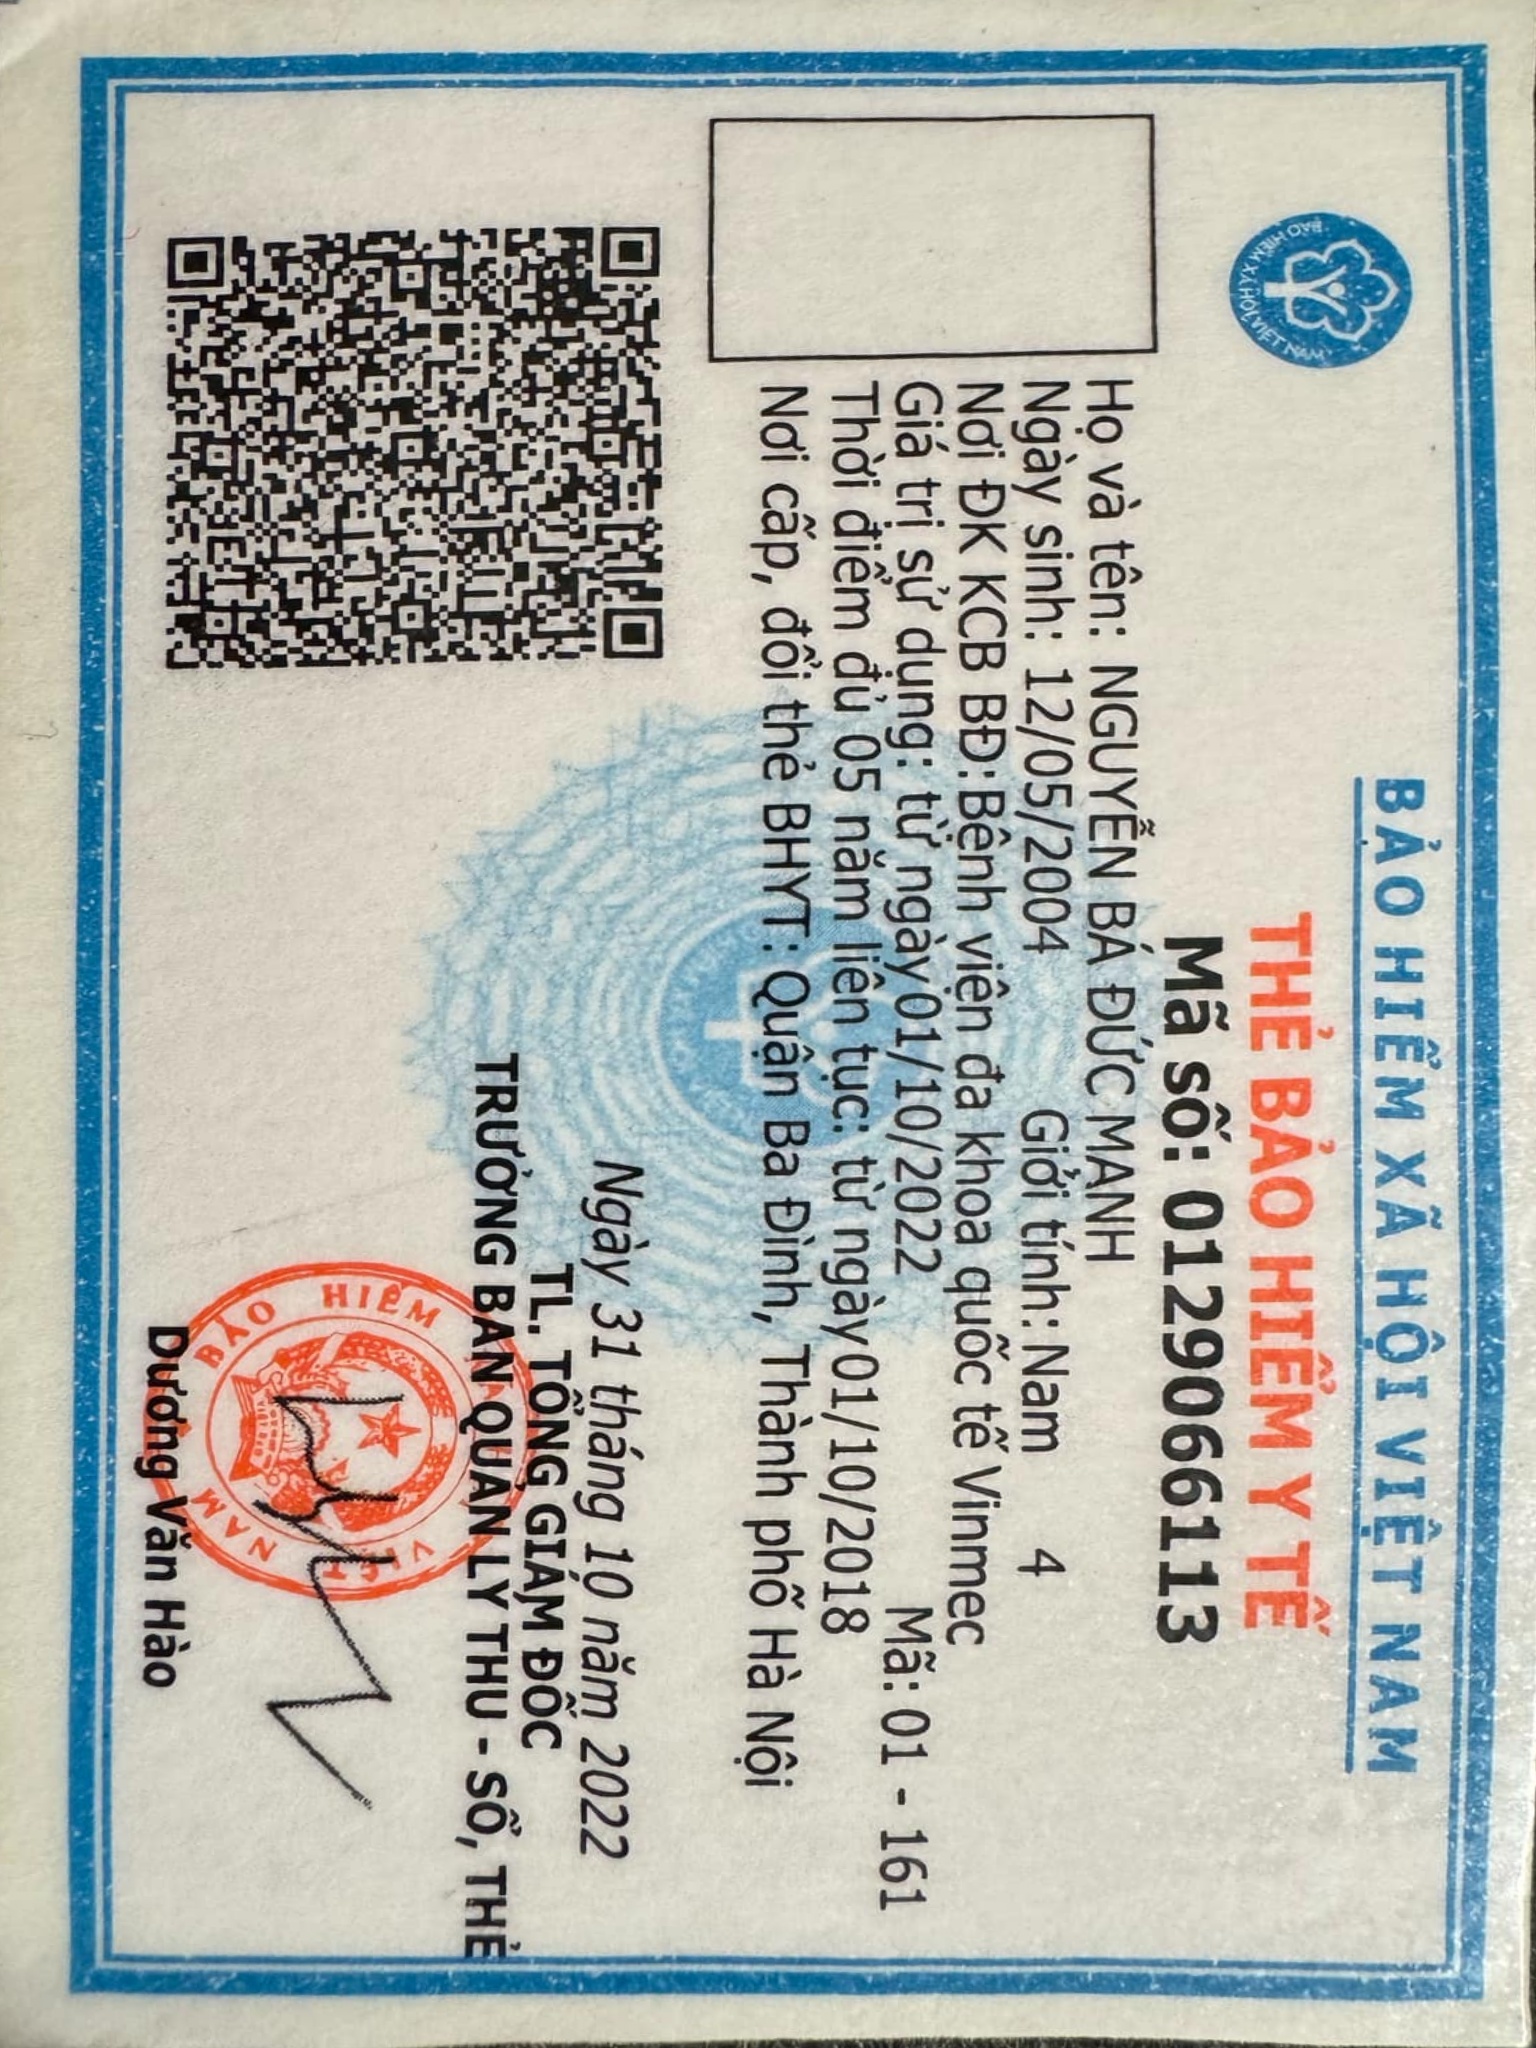 BẢO HIỂM XÃ HỘI VIỆT NAM
THẺ BẢO HIỂM Y TẾ
Mã số: 0129066113
BẢO HIỂM XÃ HỘI VIỆT NAM
Họ và tên: NGUYỄN BÁ ĐỨC MẠNH
Ngày sinh: 12/05/2004 Giới tính: Nam 4
Nơi ĐK KCB BĐ:Bệnh viện đa khoa quốc tế Vinmec
Giá trị sử dụng: từ ngày 01/10/2022 Mã: 01 - 161
Thời điểm đủ 05 năm liên tục: từ ngày 01/10/2018
Nơi cấp, đổi thẻ BHYT: Quận Ba Đình, Thành phố Hà Nội
Ngày 31 tháng 10 năm 2022
TL. TỔNG GIÁM ĐỐC
TRƯỞNG BAN QUẢN LÝ THU - SỔ, THẺ
BẢO HIỂM
VIỆT NAM
Dương Văn Hào